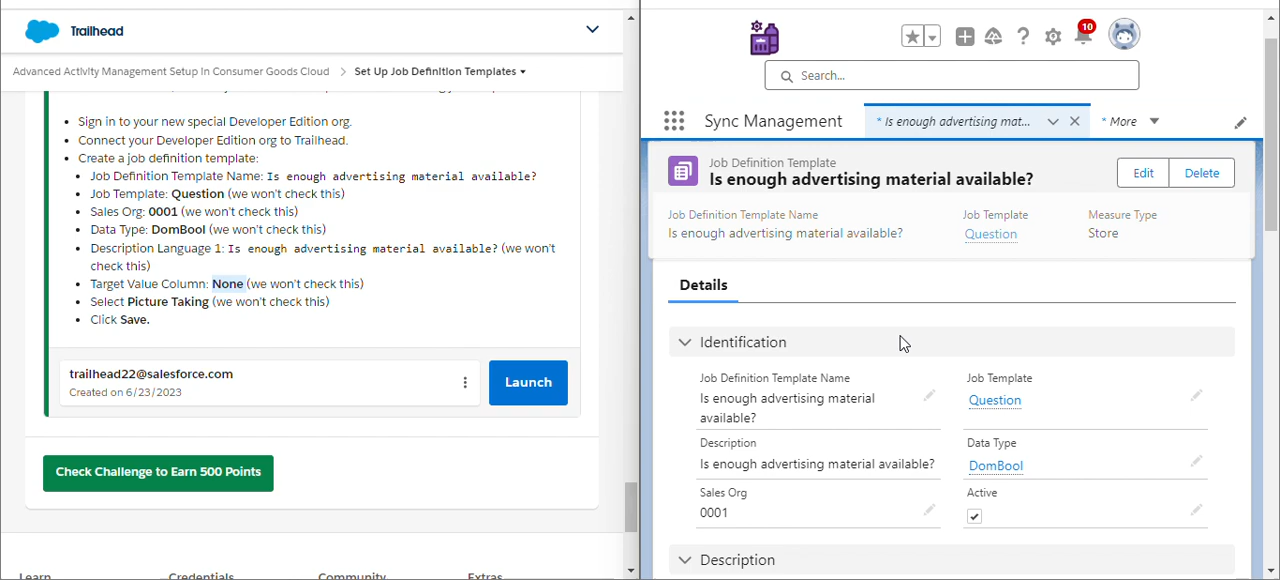 Trailhead
Advanced Activity Management Setup in Consumer Goods Cloud > Set Up Job Definition Templates
Sign in to your new special Developer Edition org.
Connect your Developer Edition org to Trailhead.
Create a job definition template:
Job Definition Template Name: Is enough advertising material available?
Job Template: Question (we won't check this)
Sales Org: 0001 (we won't check this)
Data Type: DomBool (we won't check this)
Description Language 1: Is enough advertising material available? (we won't
check this)
Target Value Column: None (we won't check this)
Select Picture Taking (we won't check this)
Click Save.
trailhead22@salesforce.com
Created on 6/23/2023
Launch
Check Challenge to Earn 500 Points
Learn
Credentials
Community
Extras
10
Search...
Sync Management
* Is enough advertising mat...
* More
Job Definition Template
Is enough advertising material available?
Edit
Delete
Job Definition Template Name
Job Template
Measure Type
Is enough advertising material available?
Question
Store
Details
Identification
Job Definition Template Name
Job Template
Is enough advertising material
available?
Question
Description
Data Type
Is enough advertising material available?
DomBool
Sales Org
Active
0001
Description